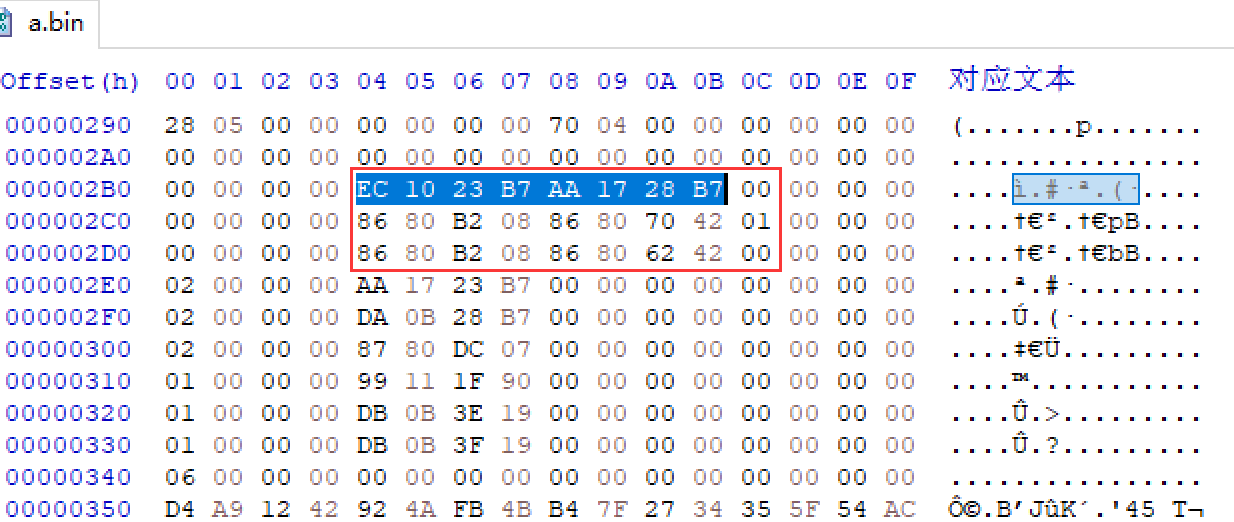 a.bin
Offset(h) 00 01 02 03 04 05 06 07 08 09 0A 0B 0C 0D 0E 0F 对应文本
00000290 28 05 00 00 00 00 00 00 70 04 00 00 00 00 00 00 (.......p.......
000002A0 00 00 00 00 00 00 00 00 00 00 00 00 00 00 00 00 ................
000002B0 00 00 00 00 EC 10 23 B7 AA 17 28 B7 00 00 00 00 ....ì.#·ª.(·....
000002C0 00 00 00 00 86 80 B2 08 86 80 70 42 01 00 00 00 ....†€².†€pB....
000002D0 00 00 00 00 86 80 B2 08 86 80 62 42 00 00 00 00 ....†€².†€bB....
000002E0 02 00 00 00 AA 17 23 B7 00 00 00 00 00 00 00 00 ....ª.#·........
000002F0 02 00 00 00 DA 0B 28 B7 00 00 00 00 00 00 00 00 ....Ú.(·........
00000300 02 00 00 00 87 80 DC 07 00 00 00 00 00 00 00 00 ....‡€Ü.........
00000310 01 00 00 00 99 11 1F 90 00 00 00 00 00 00 00 00 ....™...........
00000320 01 00 00 00 DB 0B 3E 19 00 00 00 00 00 00 00 00 ....Û.>.........
00000330 01 00 00 00 DB 0B 3F 19 00 00 00 00 00 00 00 00 ....Û.?.........
00000340 06 00 00 00 00 00 00 00 00 00 00 00 00 00 00 00 ................
00000350 D4 A9 12 42 92 4A FB 4B B4 7F 27 34 35 5F 54 AC Ô©.B’JûK´.'45_T¬